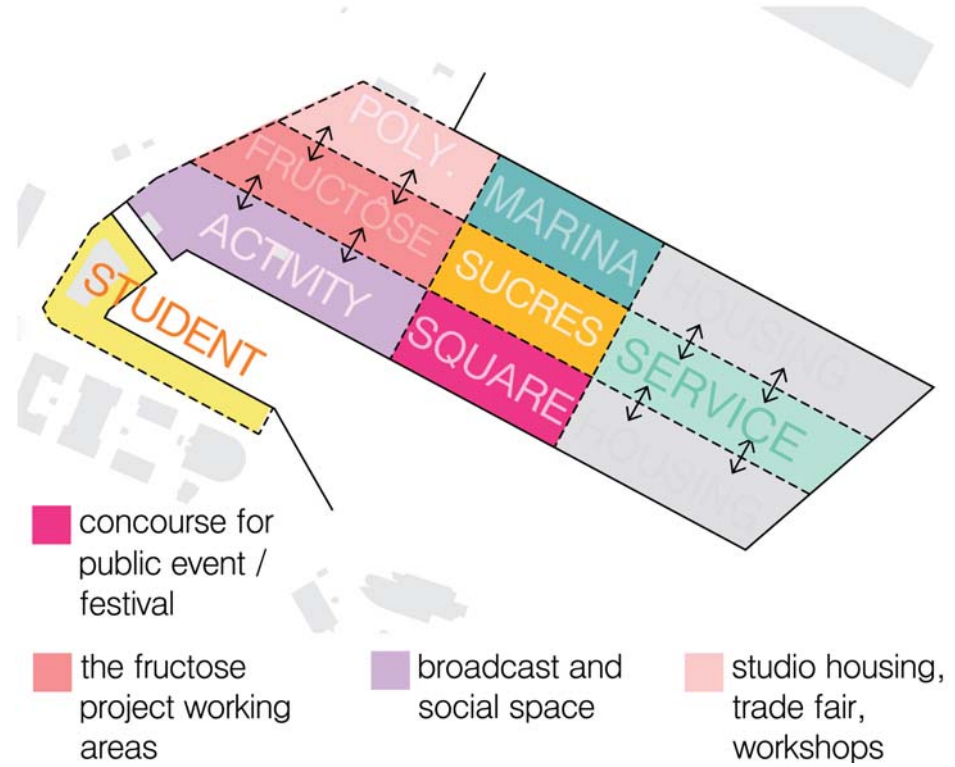 POLY.
FRUCTÔSE
ACTIVITY
STUDENT
MARINA
SUCRES
SQUARE
HOUSING
SERVICE
HOUSING
concourse for
public event /
festival
the fructose
project working
areas
broadcast and
social space
studio housing,
trade fair,
workshops